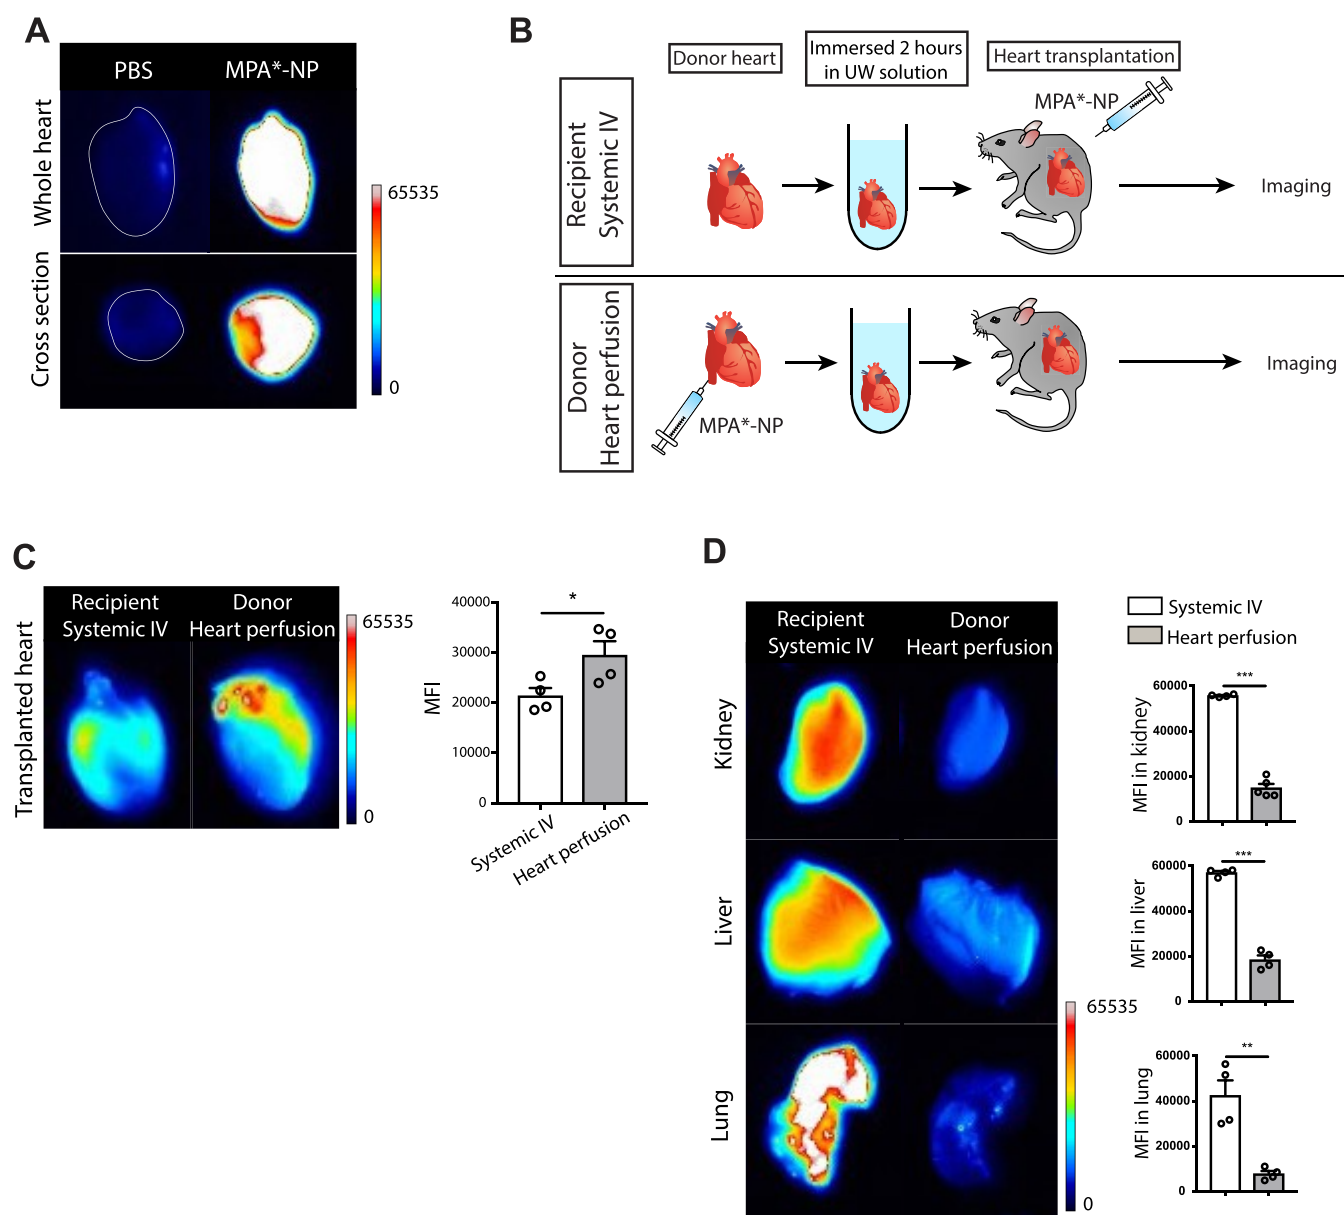 A
PBS
MPA*-NP
Whole heart
Cross section
65535
0
B
Donor heart
Immersed 2 hours
in UW solution
Heart transplantation
MPA*-NP
Recipient
Systemic IV
Imaging
Donor
Heart perfusion
MPA*-NP
Imaging
C
Recipient
Systemic IV
Donor
Heart perfusion
Transplanted heart
65535
0
MFI
40000
30000
20000
10000
0
*
Systemic IV
Heart perfusion
D
Recipient
Systemic IV
Donor
Heart perfusion
Kidney
Liver
Lung
65535
0
Systemic IV
Heart perfusion
MFI in kidney
60000
40000
20000
0
***
MFI in liver
60000
40000
20000
0
***
MFI in lung
60000
40000
20000
0
**